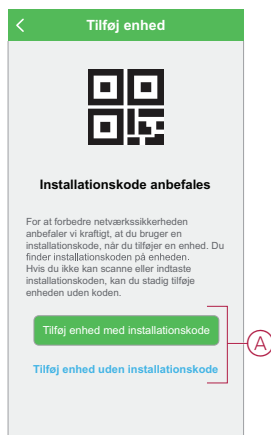 Tilføj enhed
Installationskode anbefales
For at forbedre netværkssikkerheden
anbefaler vi kraftigt, at du bruger en
installationskode, når du tilføjer en enhed. Du
finder installationskoden på enheden.
Hvis du ikke kan scanne eller indtaste
installationskoden, kan du stadig tilføje
enheden uden koden.
Tilføj enhed med installationskode
A
Tilføj enhed uden installationskode